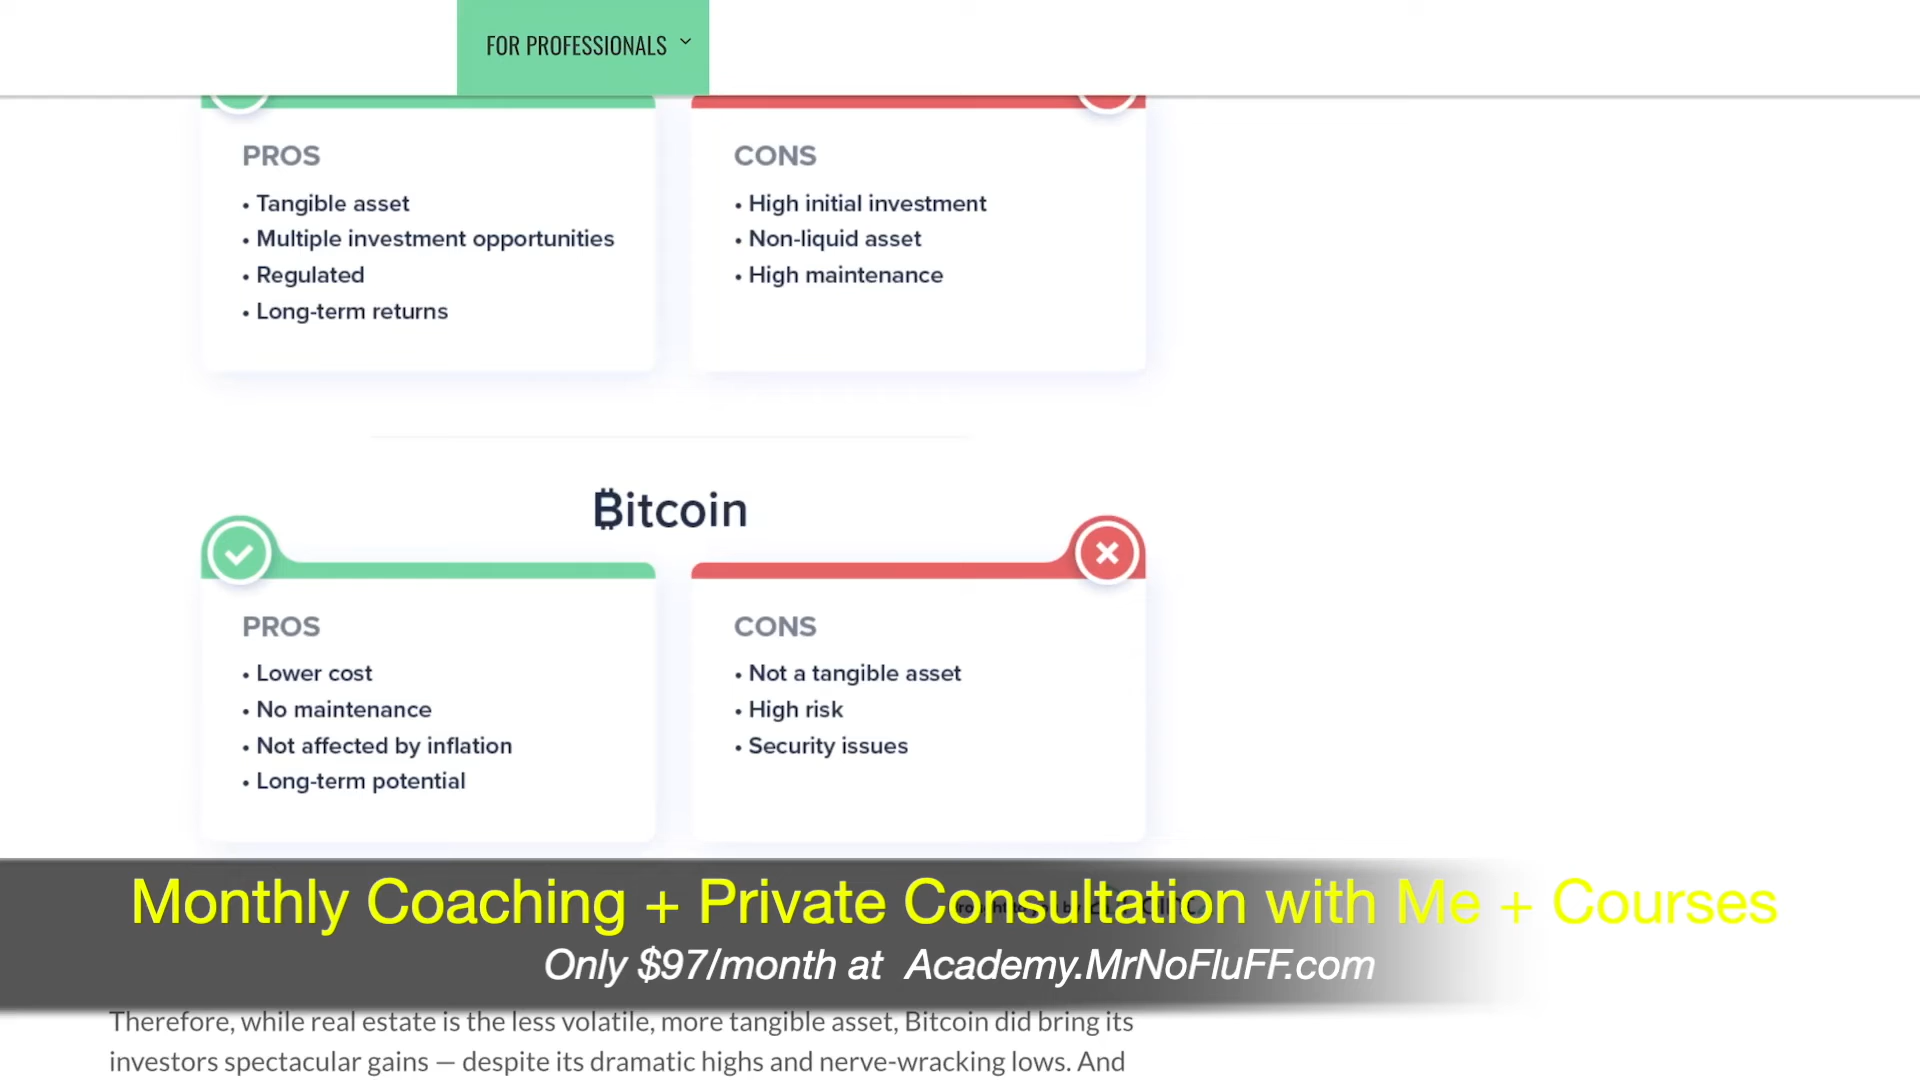 FOR PROFESSIONALS
PROS
• Tangible asset
• Multiple investment opportunities
• Regulated
• Long-term returns
CONS
• High initial investment
• Non-liquid asset
• High maintenance
₿itcoin
PROS
• Lower cost
• No maintenance
• Not affected by inflation
• Long-term potential
CONS
• Not a tangible asset
• High risk
• Security issues
Monthly Coaching + Private Consultation with Me + Courses
Only $97/month at Academy.MrNoFluFF.com
Therefore, while real estate is the less volatile, more tangible asset, Bitcoin did bring its
investors spectacular gains — despite its dramatic highs and nerve-wracking lows. And